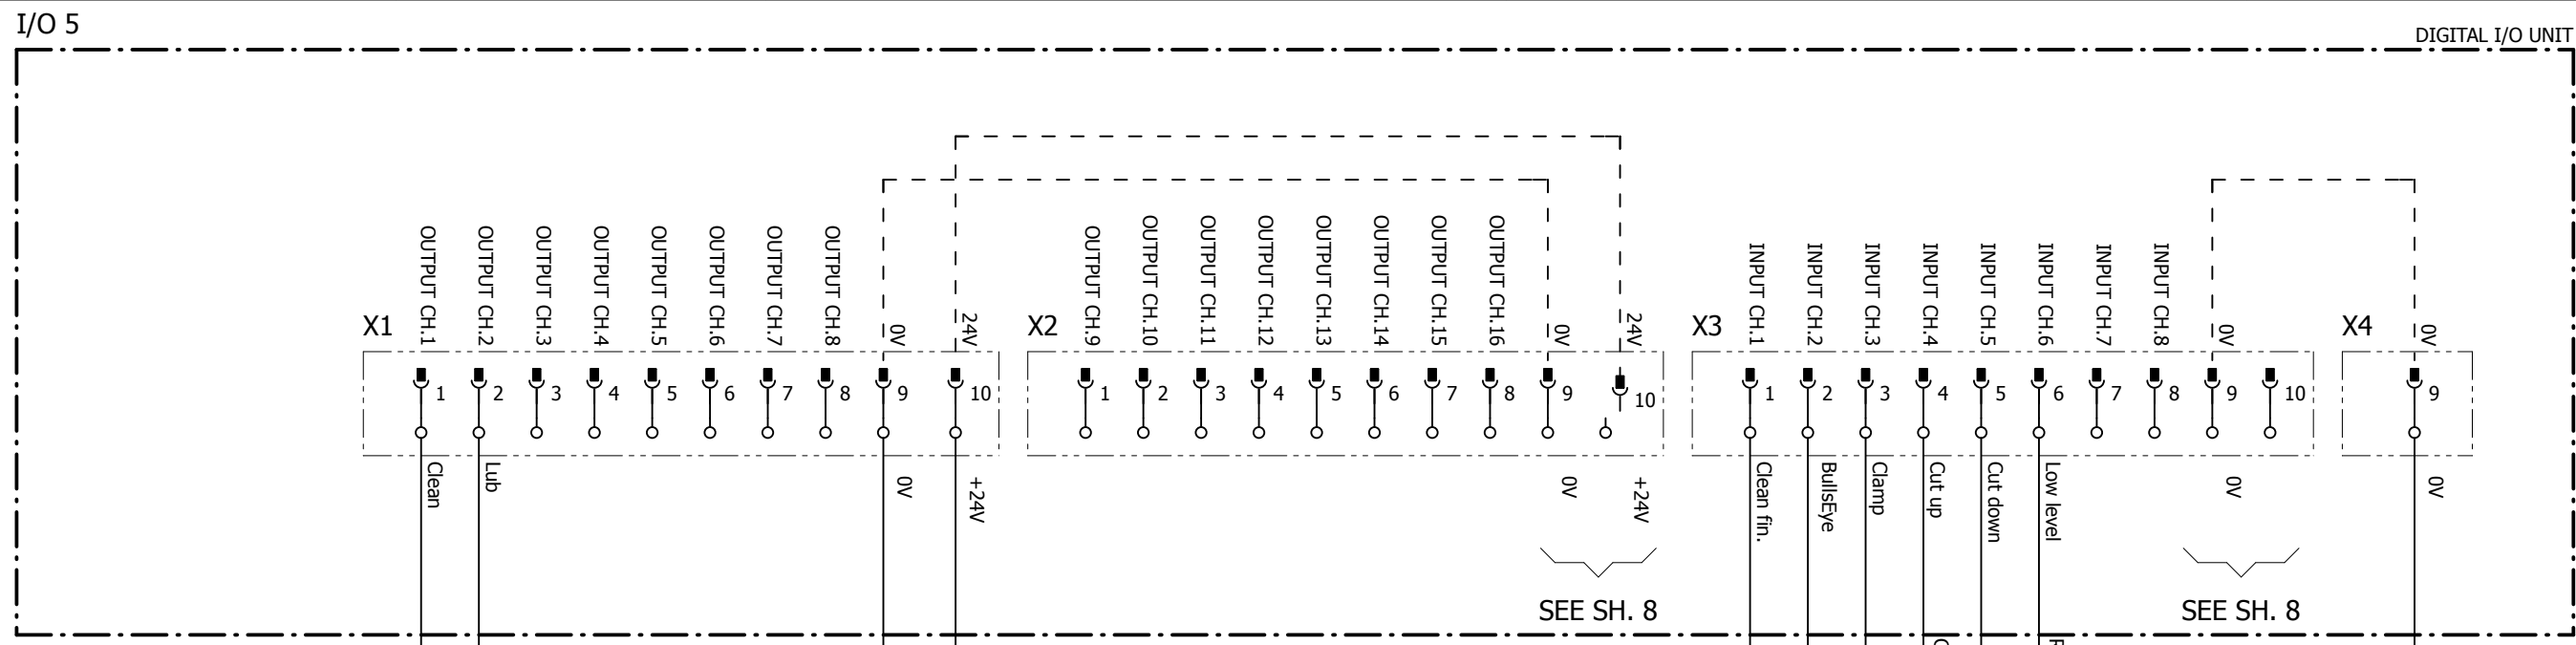 I/O 5
DIGITAL I/O UNIT
OUTPUT CH.1
OUTPUT CH.2
OUTPUT CH.3
OUTPUT CH.4
OUTPUT CH.5
OUTPUT CH.6
OUTPUT CH.7
OUTPUT CH.8
0V
24V
OUTPUT CH.9
OUTPUT CH.10
OUTPUT CH.11
OUTPUT CH.12
OUTPUT CH.13
OUTPUT CH.14
OUTPUT CH.15
OUTPUT CH.16
0V
24V
INPUT CH.1
INPUT CH.2
INPUT CH.3
INPUT CH.4
INPUT CH.5
INPUT CH.6
INPUT CH.7
INPUT CH.8
0V
0V
X1
X2
X3
X4
1 2 3 4 5 6 7 8 9 10
1 2 3 4 5 6 7 8 9 10
1 2 3 4 5 6 7 8 9 10
9
Clean
Lub
0V
+24V
0V
+24V
Clean fin.
BullsEye
Clamp
Cut up
Cut down
Low level
0V
0V
SEE SH. 8
SEE SH. 8